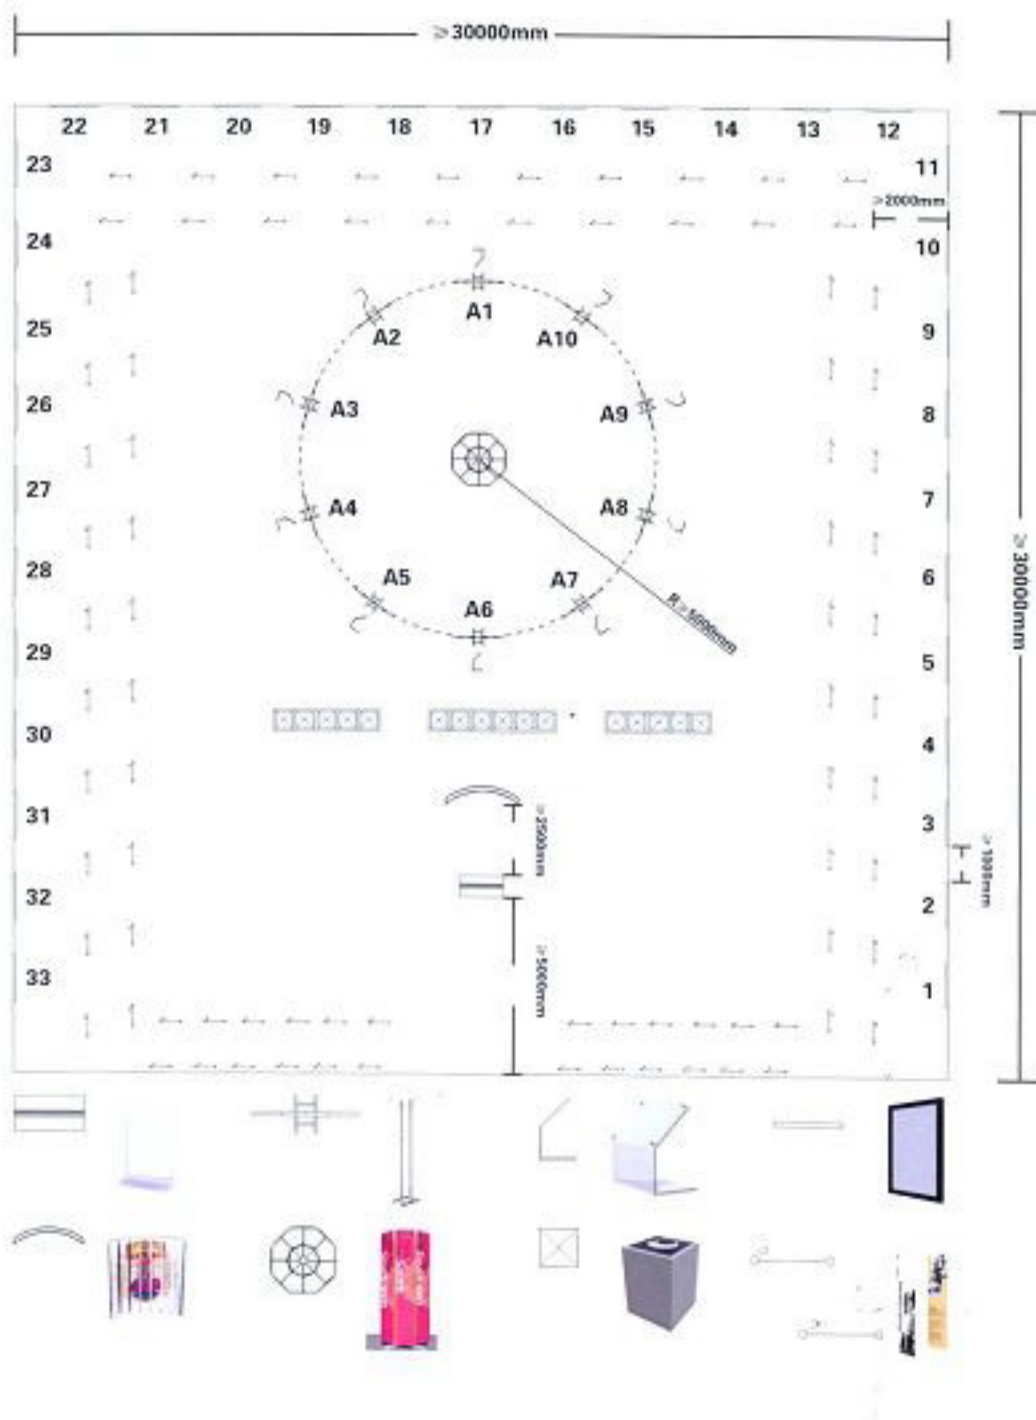 ≥30000mm
22 21 20 19 18 17 16 15 14 13 12
23 11
≥2000mm
24 10
A1
A2 A10
25 9
26 A3 A9 8
27 A4 A8 7
28 A5 A7 6
A6
R≥5000mm
≥30000mm
29 5
30 4
31 3
≥2500mm
≥1000mm
32 2
≥5000mm
33 1